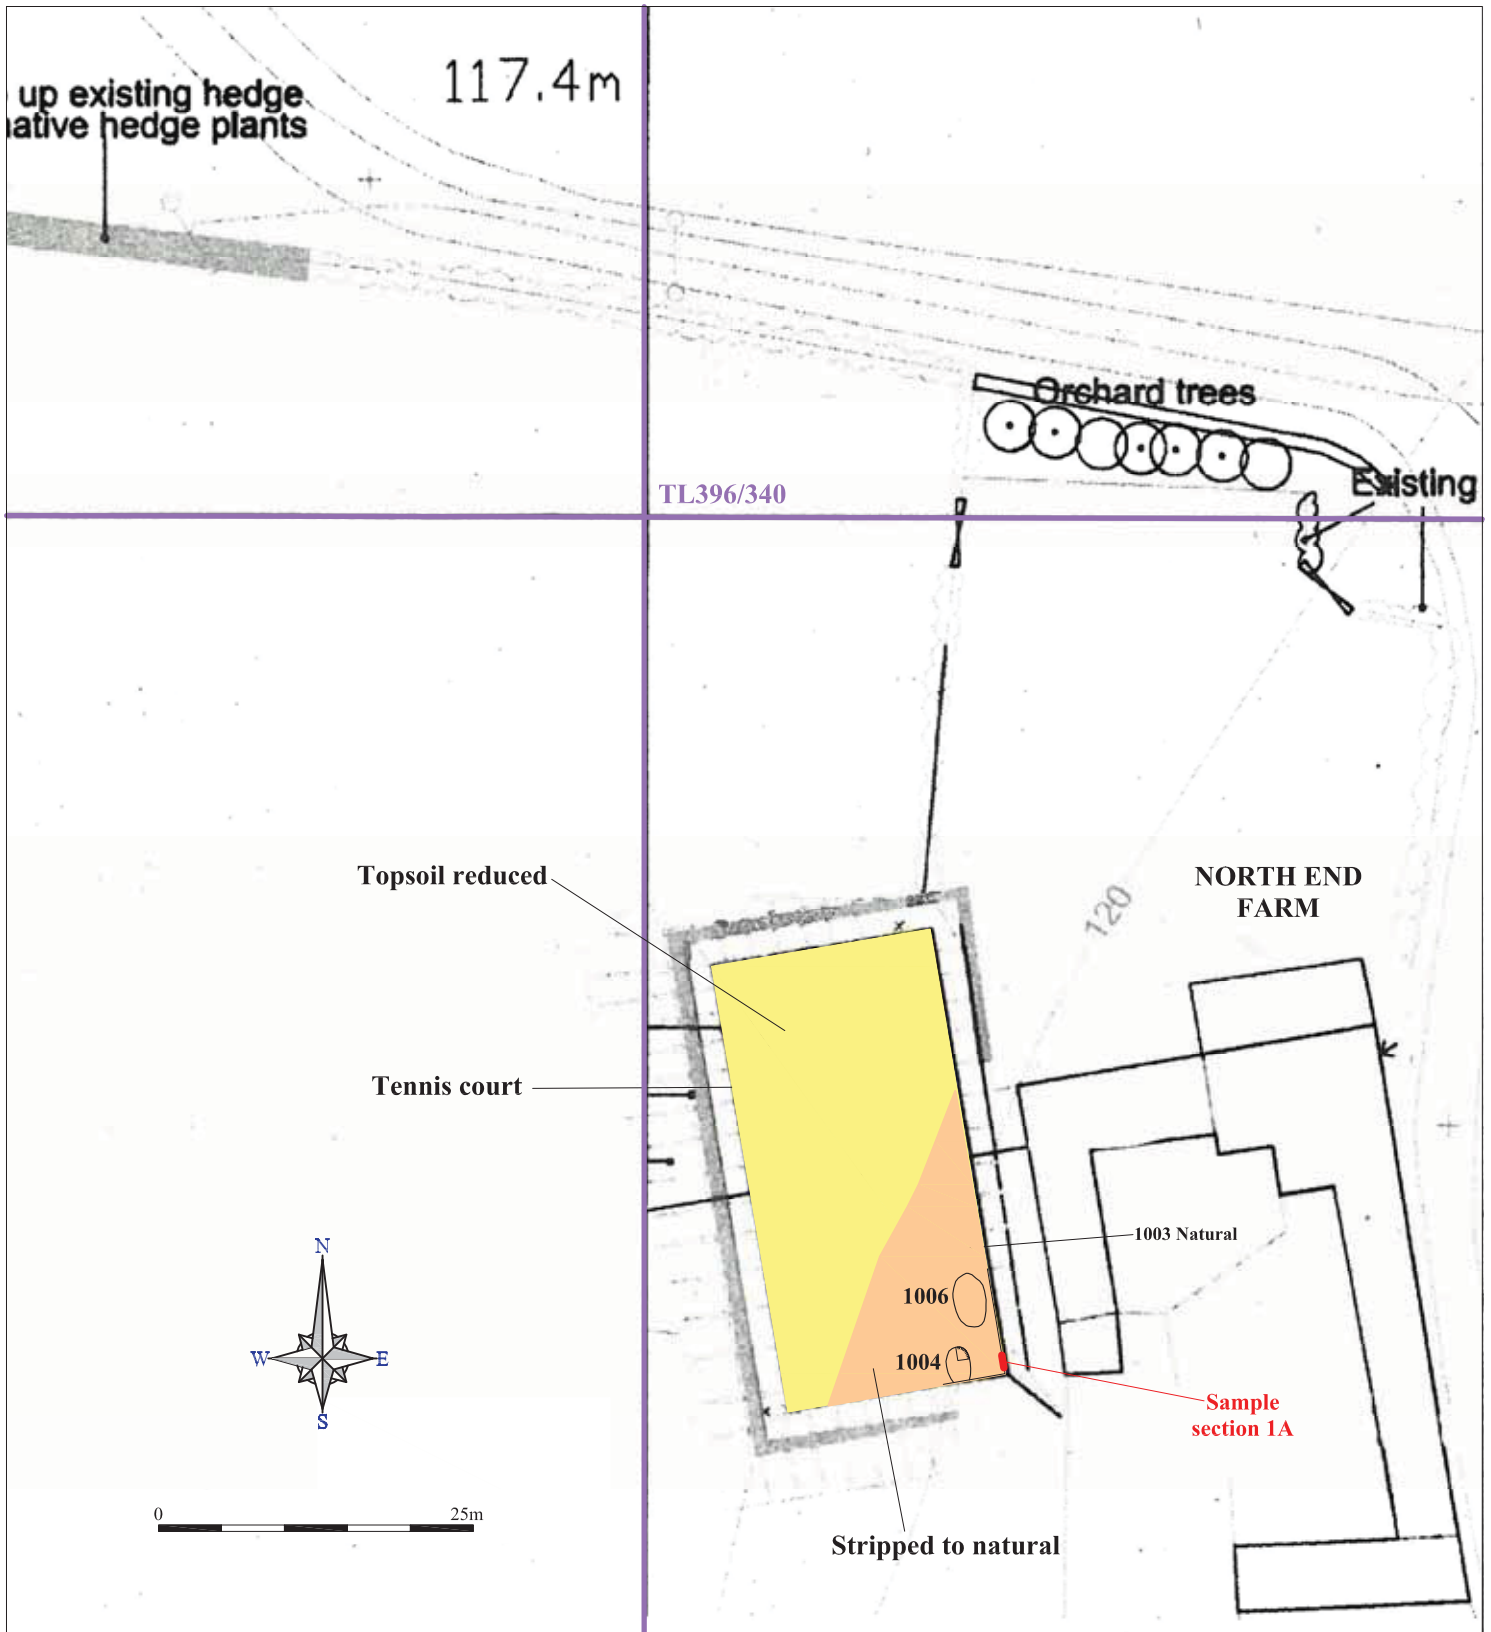 117.4m
up existing hedge
native hedge plants
Orchard trees
Existing
TL396/340
Topsoil reduced
NORTH END
FARM
120
Tennis court
1003 Natural
1006
1004
Sample
section 1A
Stripped to natural
N
W
E
S
0
25m